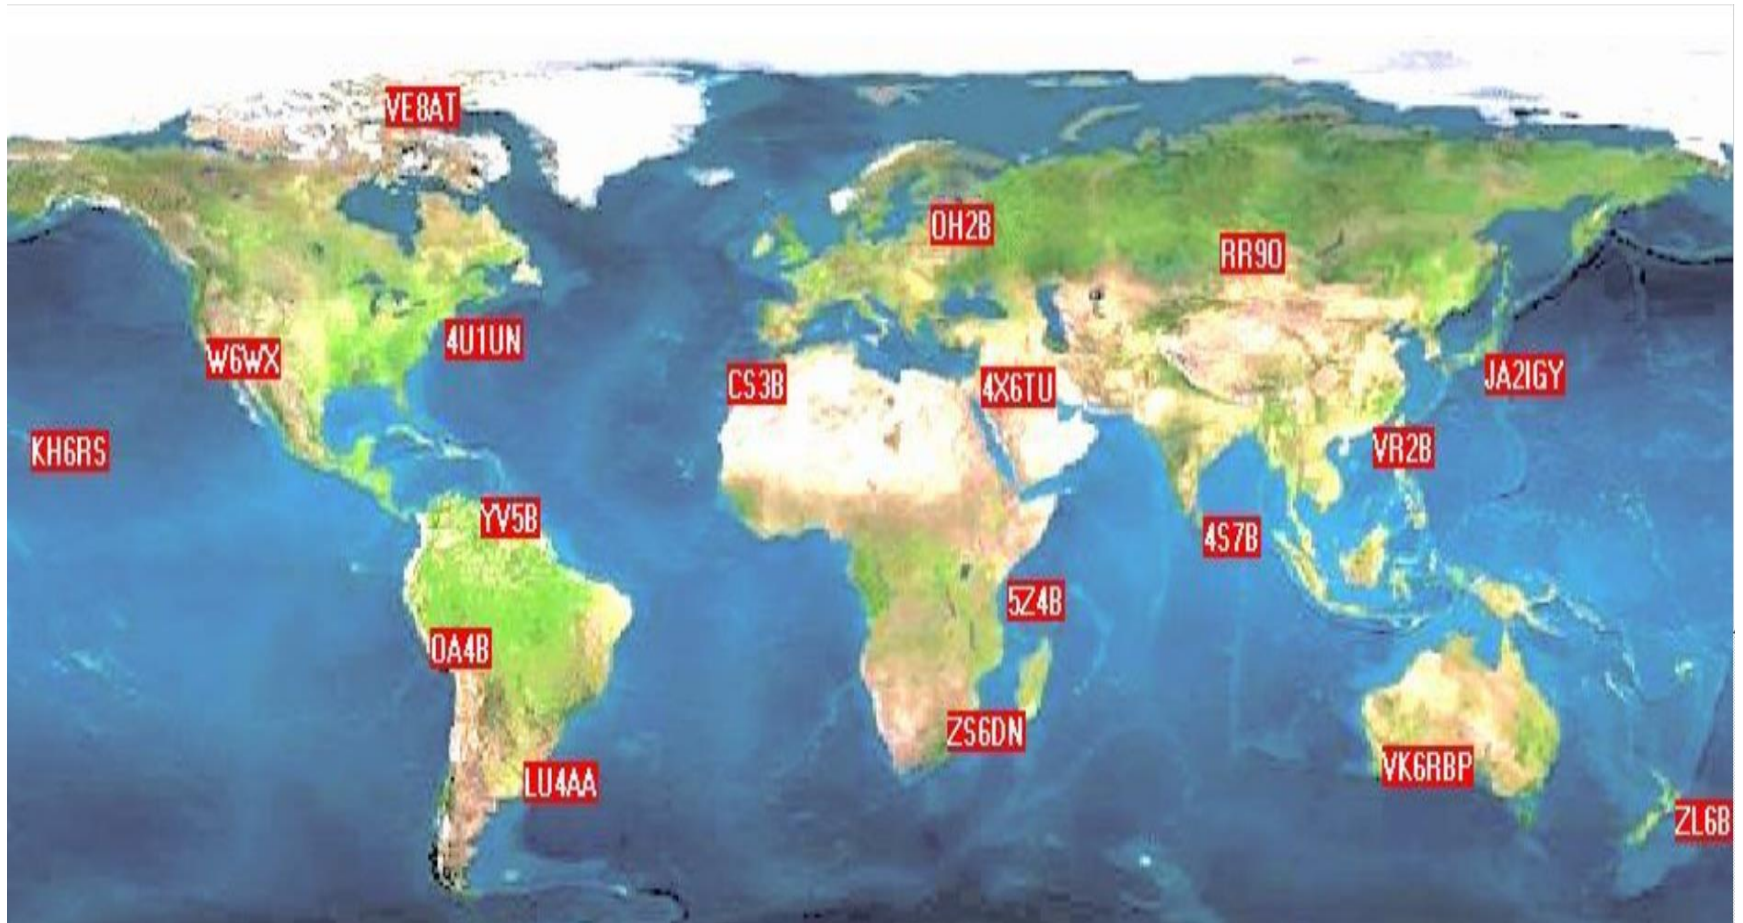 VE8AT
OH2B
RR9O
4U1UN
W6WX
CS3B
4X6TU
JA2IGY
KH6RS
VR2B
YV5B
4S7B
5Z4B
OA4B
ZS6DN
VK6RBP
LU4AA
ZL6B